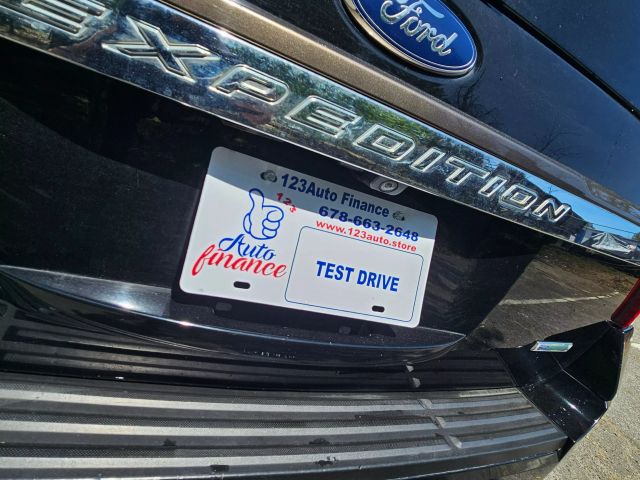 Ford
EXPEDITION
123Auto Finance
678-663-2648
www.123auto.store
123
Auto
finance
TEST DRIVE